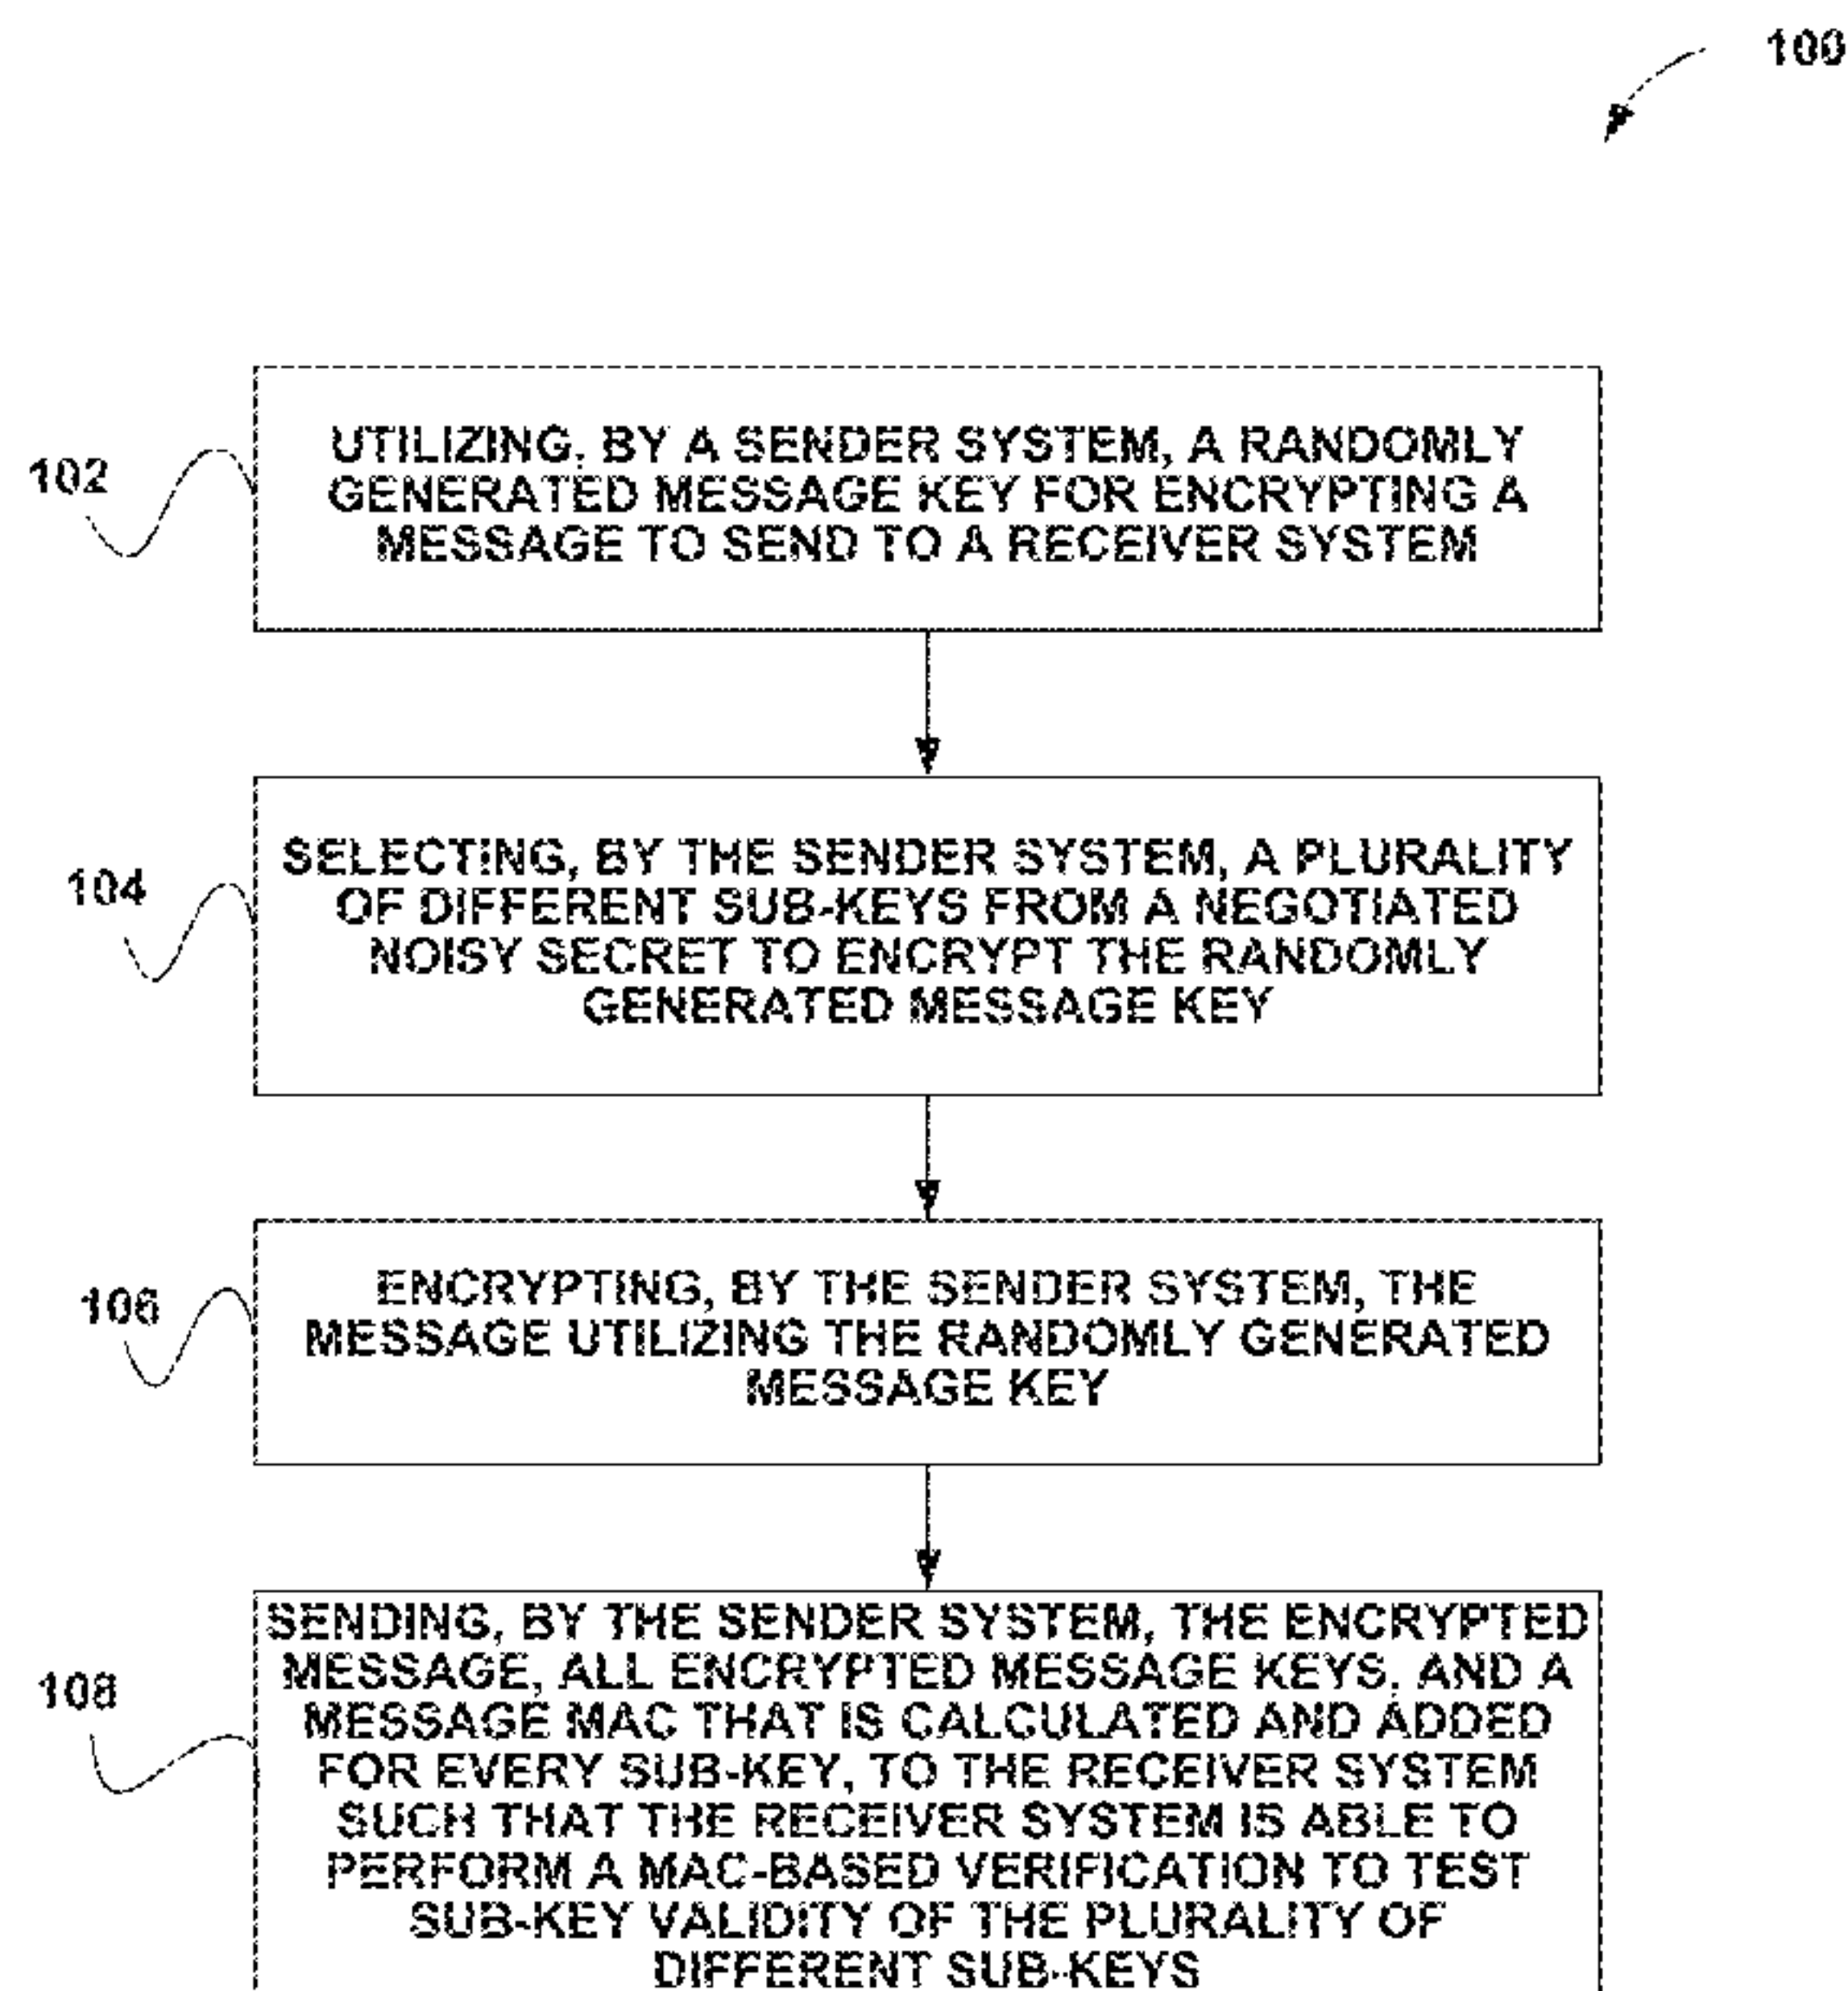 100
102
UTILIZING, BY A SENDER SYSTEM, A RANDOMLY
GENERATED MESSAGE KEY FOR ENCRYPTING A
MESSAGE TO SEND TO A RECEIVER SYSTEM
104
SELECTING, BY THE SENDER SYSTEM, A PLURALITY
OF DIFFERENT SUB-KEYS FROM A NEGOTIATED
NOISY SECRET TO ENCRYPT THE RANDOMLY
GENERATED MESSAGE KEY
106
ENCRYPTING, BY THE SENDER SYSTEM, THE
MESSAGE UTILIZING THE RANDOMLY GENERATED
MESSAGE KEY
108
SENDING, BY THE SENDER SYSTEM, THE ENCRYPTED
MESSAGE, ALL ENCRYPTED MESSAGE KEYS, AND A
MESSAGE MAC THAT IS CALCULATED AND ADDED
FOR EVERY SUB-KEY, TO THE RECEIVER SYSTEM
SUCH THAT THE RECEIVER SYSTEM IS ABLE TO
PERFORM A MAC-BASED VERIFICATION TO TEST
SUB-KEY VALIDITY OF THE PLURALITY OF
DIFFERENT SUB-KEYS